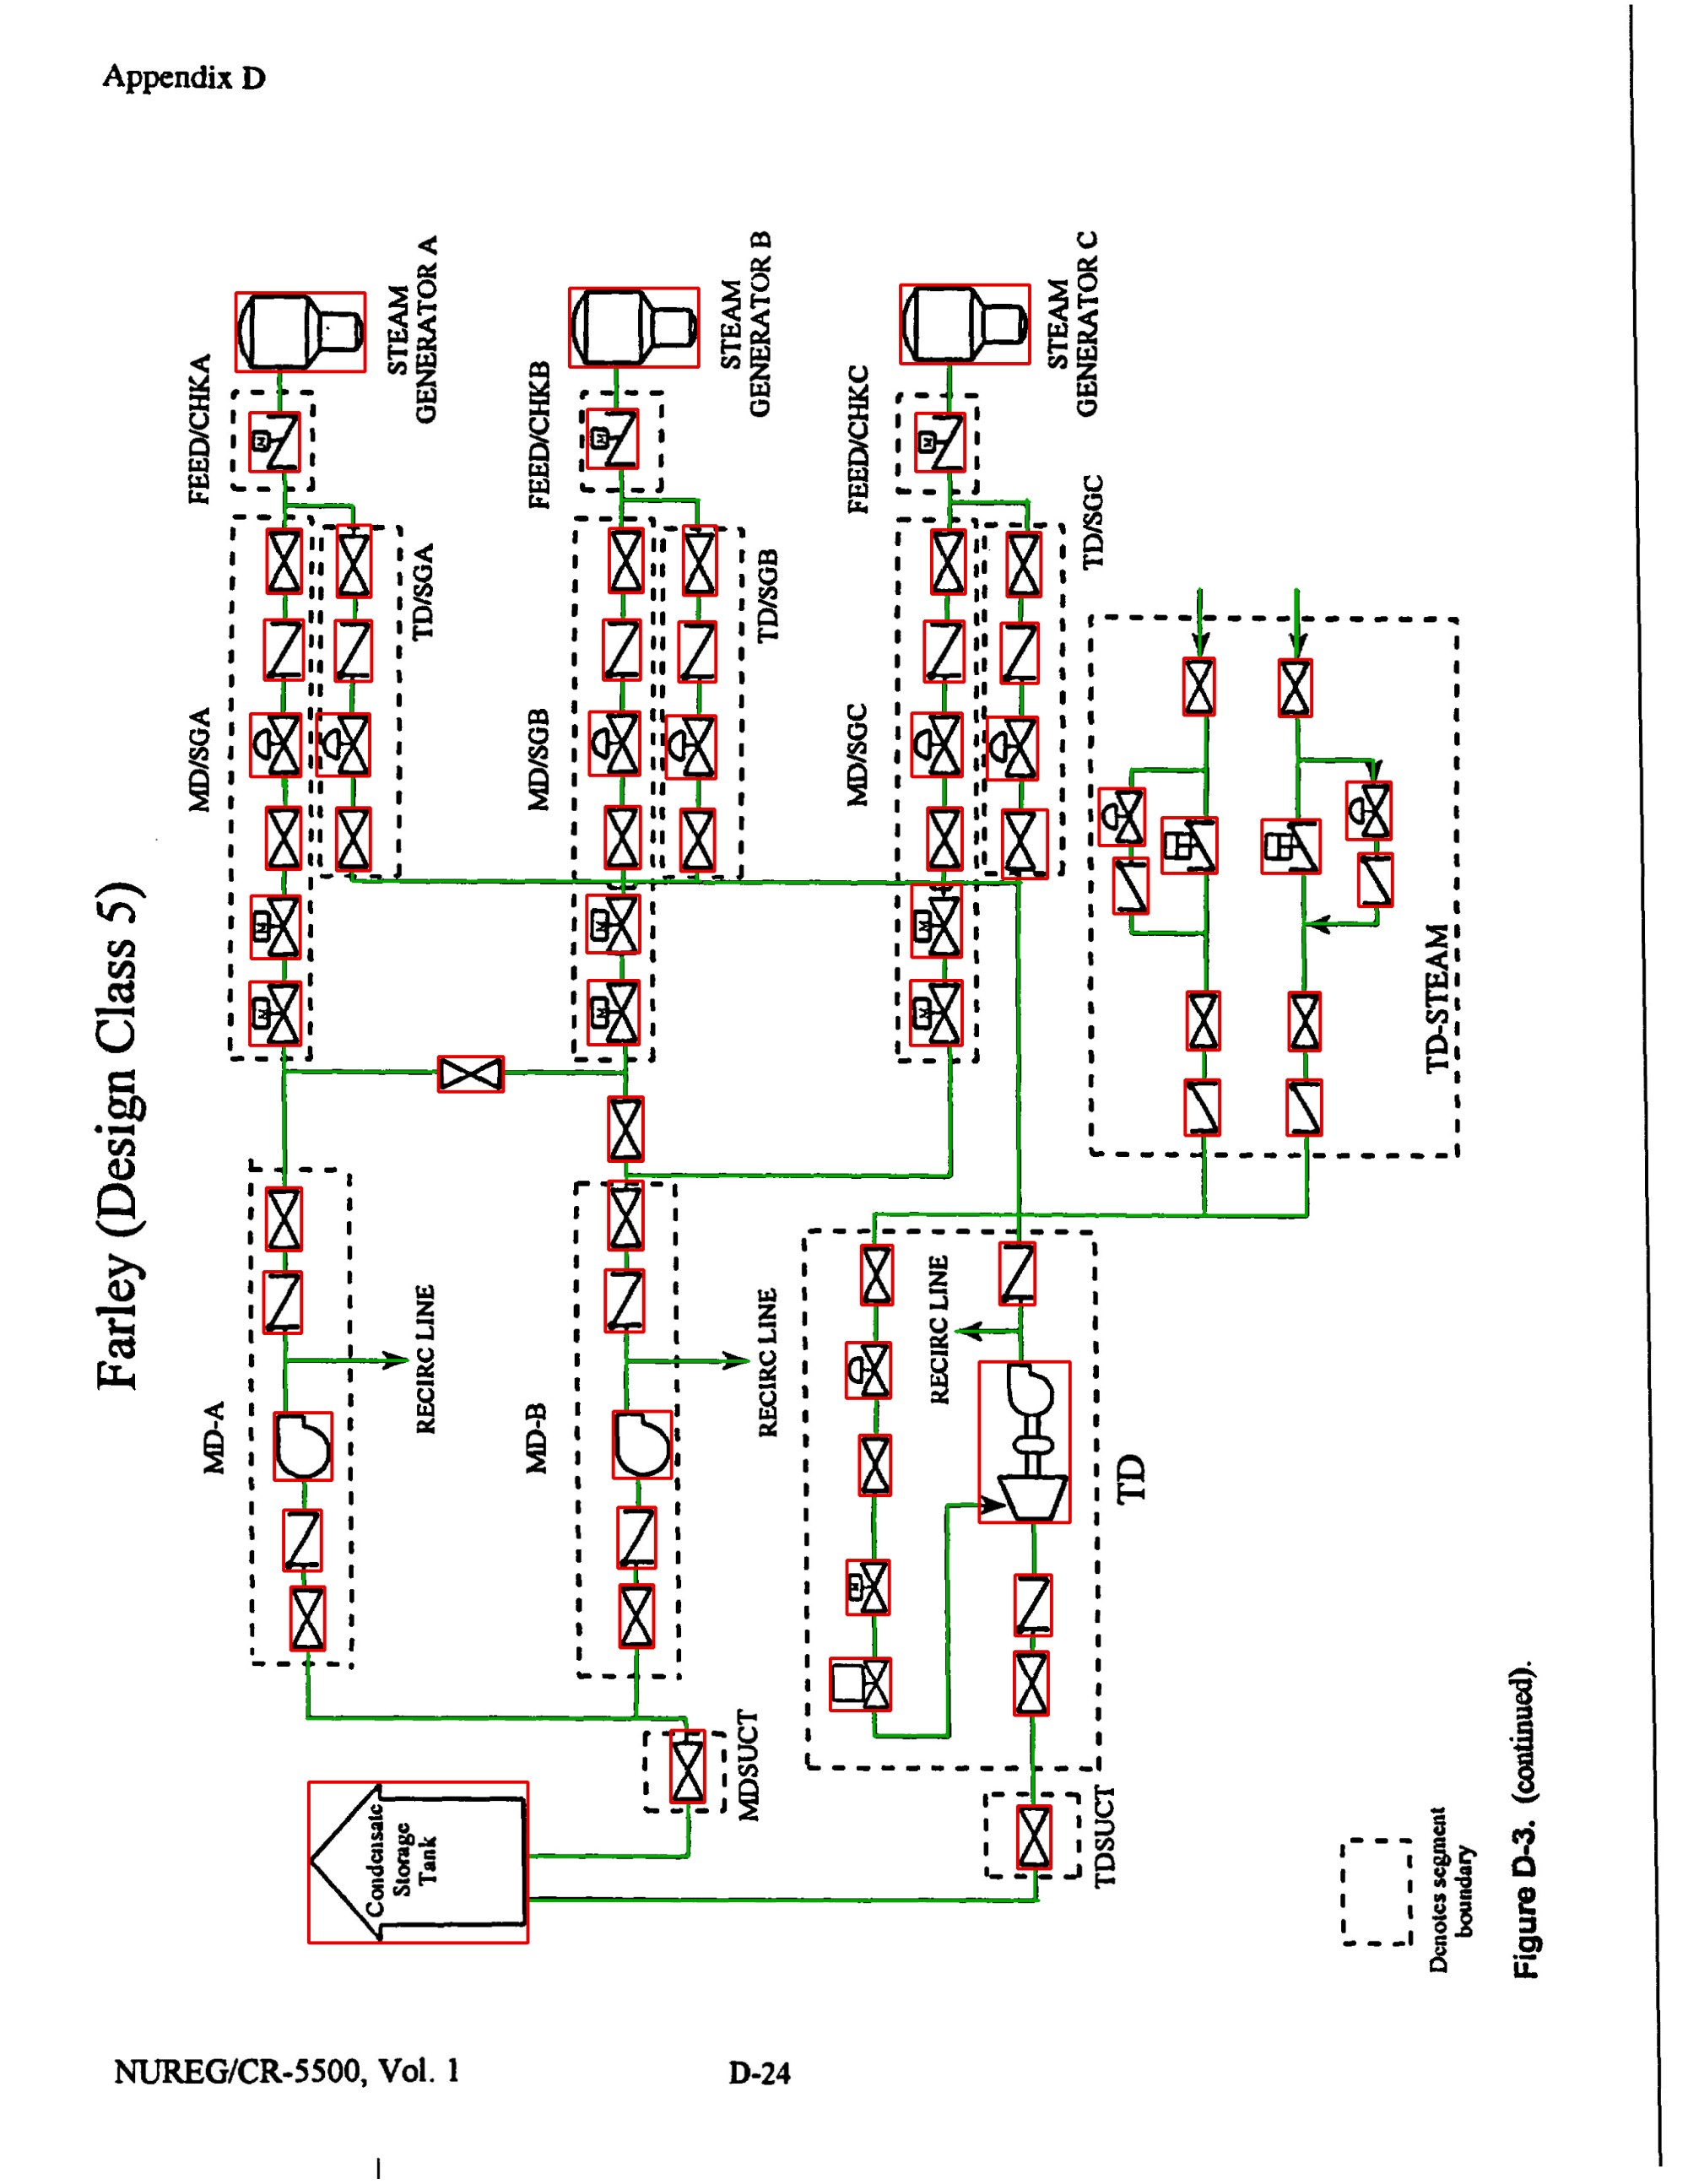 Appendix D
Farley (Design Class 5)
FEED/CHKA
STEAM
GENERATOR A
MD/SGA
TD/SGA
FEED/CHKB
STEAM
GENERATOR B
MD/SGB
TD/SGB
FEED/CHKC
STEAM
GENERATOR C
MD/SGC
TD/SGC
M
M
M
M
M
M
M
M
M
MD-A
RECIRC LINE
MD-B
RECIRC LINE
RECIRC LINE
M
TD
TD-STEAM
Condensate
Storage
Tank
MDSUCT
TDSUCT
Denotes segment
boundary
Figure D-3. (continued).
NUREG/CR-5500, Vol. 1
D-24